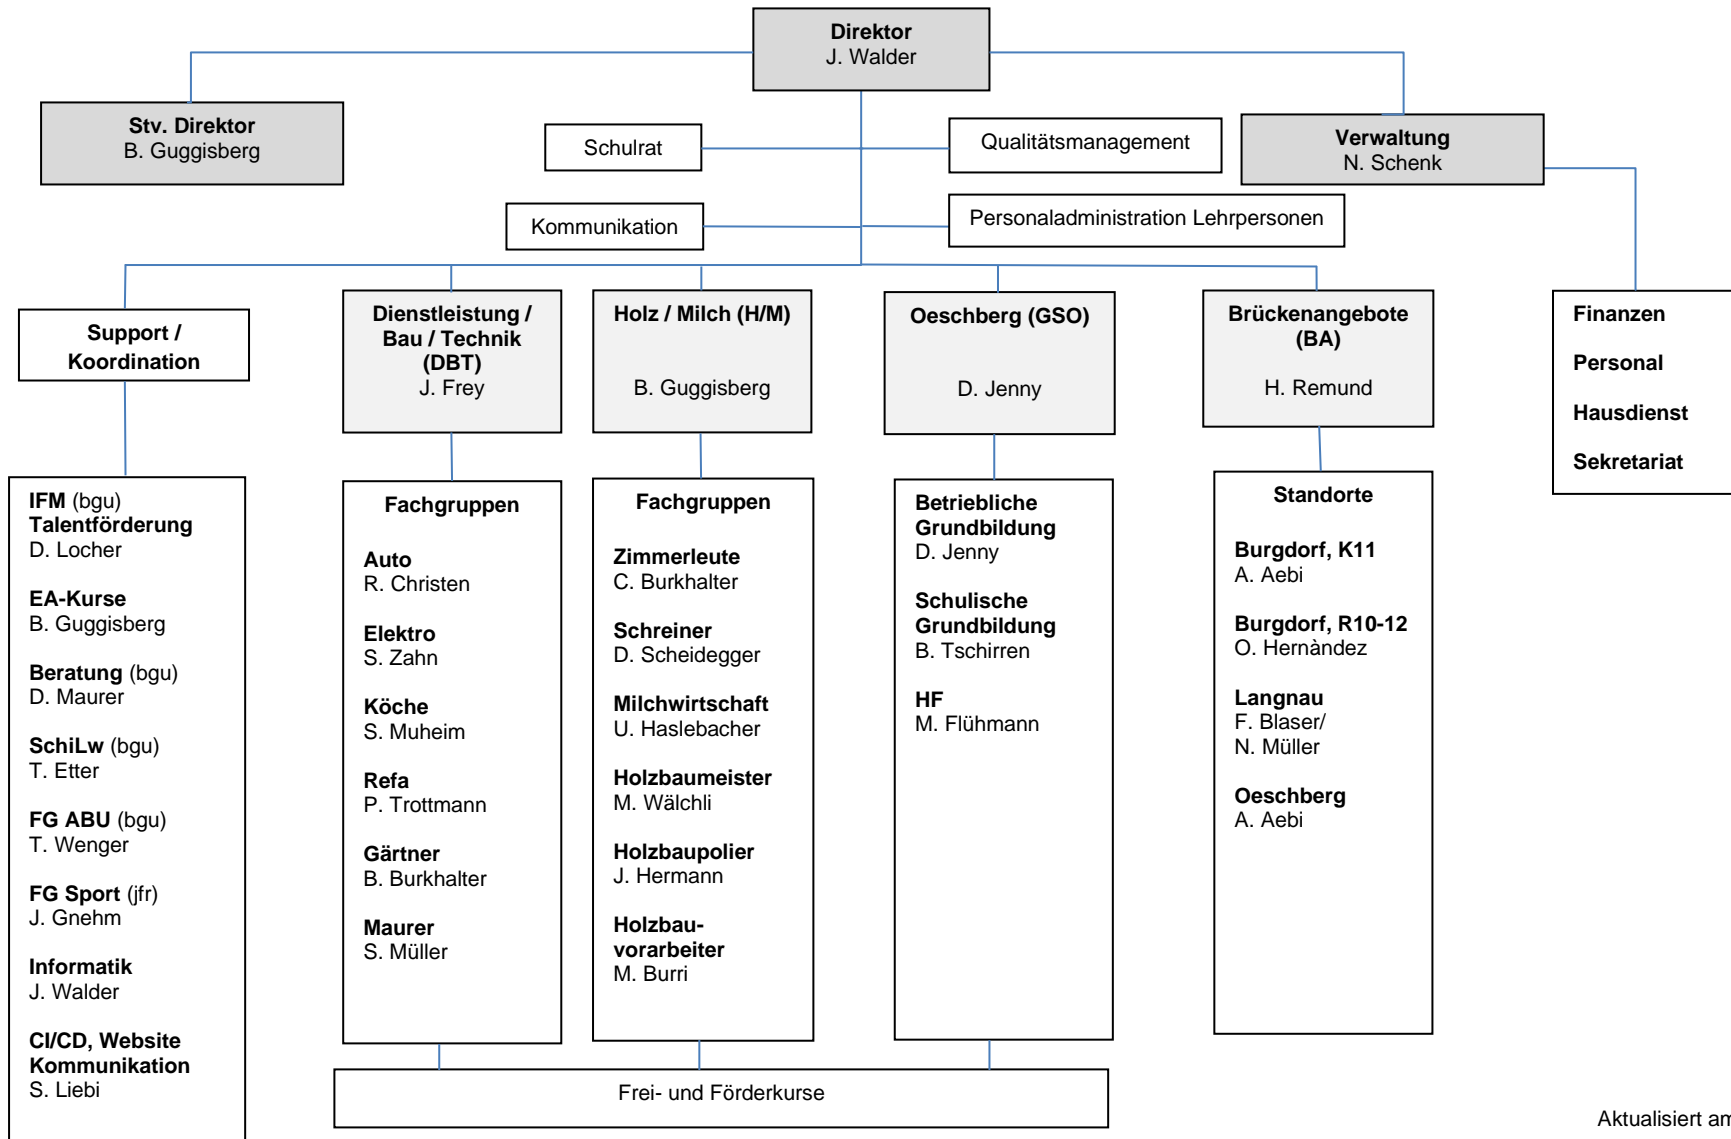 Direktor
J. Walder
Stv. Direktor
B. Guggisberg
Schulrat
Qualitätsmanagement
Verwaltung
N. Schenk
Kommunikation
Personaladministration Lehrpersonen
Support /
Koordination
Dienstleistung /
Bau / Technik
(DBT)
J. Frey
Holz / Milch (H/M)
B. Guggisberg
Oeschberg (GSO)
D. Jenny
Brückenangebote
(BA)
H. Remund
Finanzen
Personal
Hausdienst
Sekretariat
IFM (bgu)
Talentförderung
D. Locher
EA-Kurse
B. Guggisberg
Beratung (bgu)
D. Maurer
SchiLw (bgu)
T. Etter
FG ABU (bgu)
T. Wenger
FG Sport (jfr)
J. Gnehm
Informatik
J. Walder
CI/CD, Website
Kommunikation
S. Liebi
Fachgruppen
Auto
R. Christen
Elektro
S. Zahn
Köche
S. Muheim
Refa
P. Trottmann
Gärtner
B. Burkhalter
Maurer
S. Müller
Fachgruppen
Zimmerleute
C. Burkhalter
Schreiner
D. Scheidegger
Milchwirtschaft
U. Haslebacher
Holzbaumeister
M. Wälchli
Holzbaupolier
J. Hermann
Holzbau-
vorarbeiter
M. Burri
Betriebliche
Grundbildung
D. Jenny
Schulische
Grundbildung
B. Tschirren
HF
M. Flühmann
Standorte
Burgdorf, K11
A. Aebi
Burgdorf, R10-12
O. Hernàndez
Langnau
F. Blaser/
N. Müller
Oeschberg
A. Aebi
Frei- und Förderkurse
Aktualisiert am